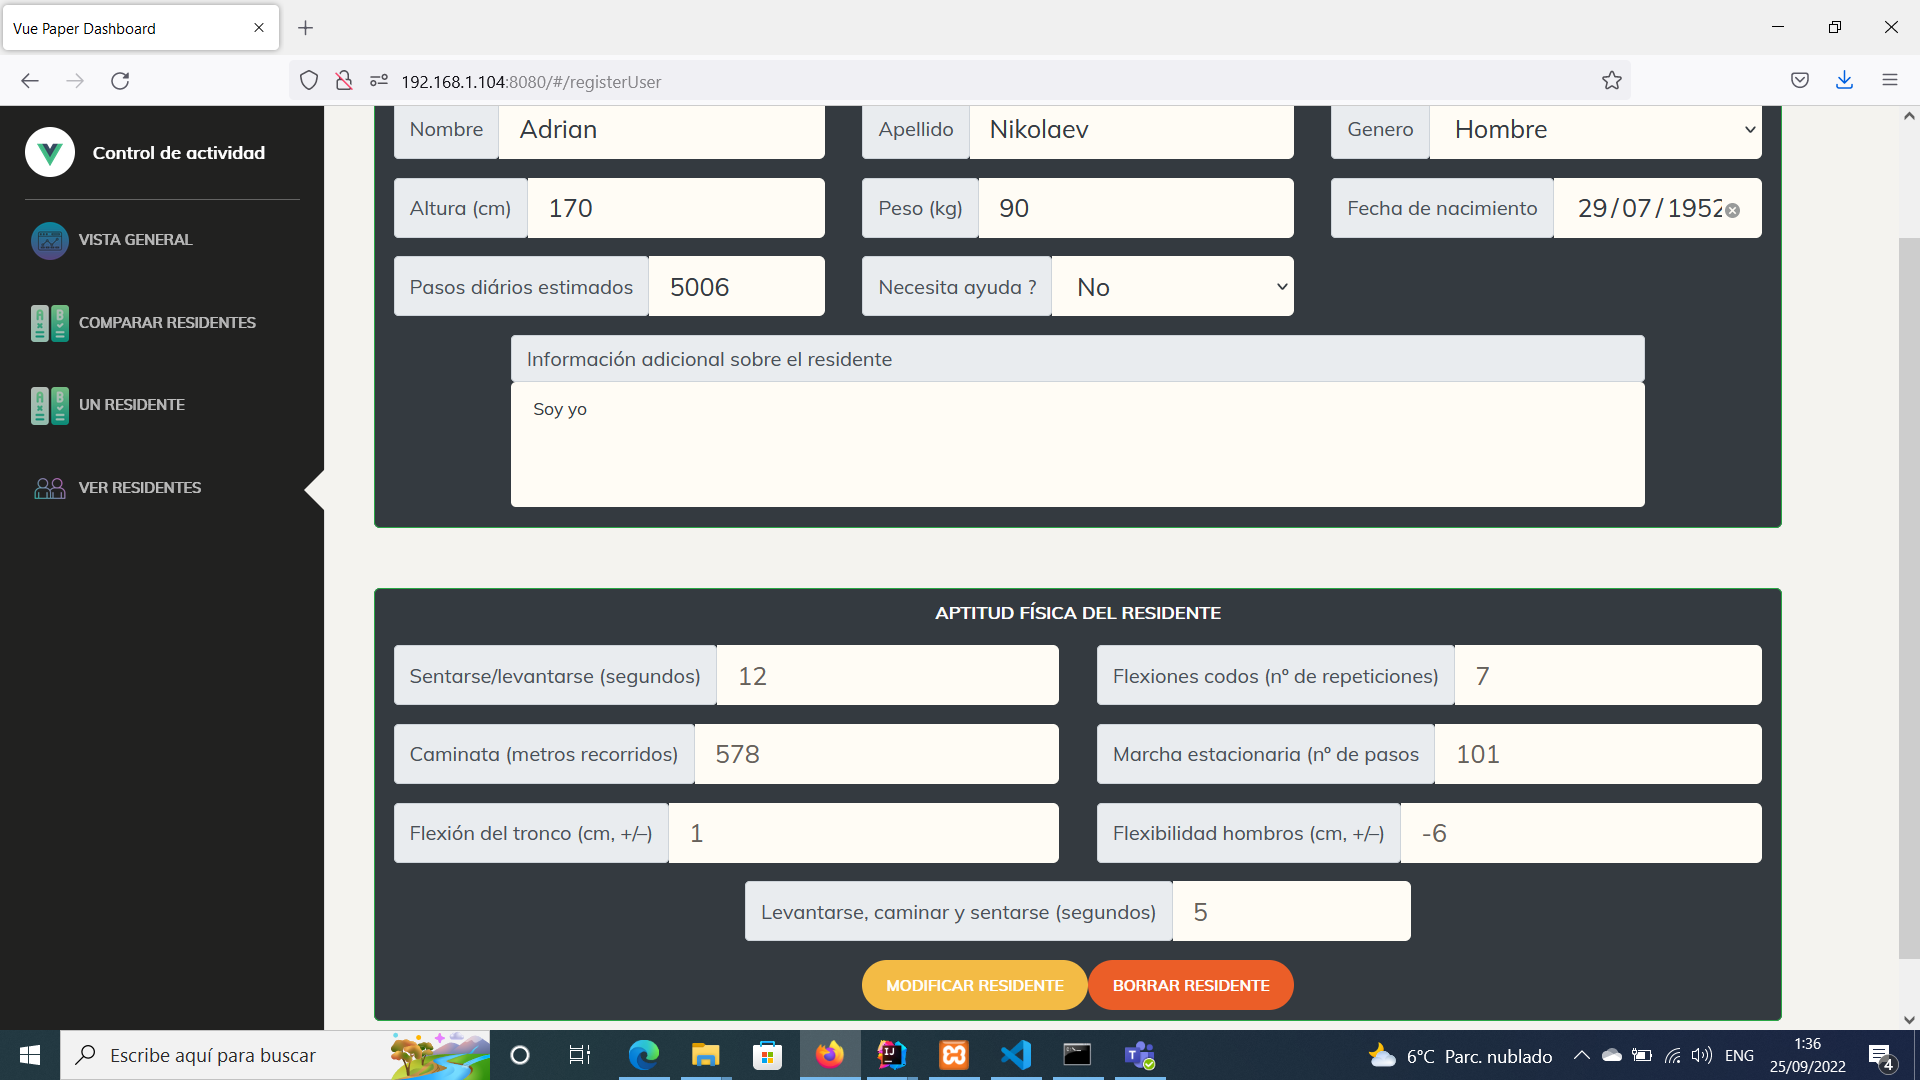 Vue Paper Dashboard
192.168.1.104:8080/#/registerUser
Control de actividad
VISTA GENERAL
COMPARAR RESIDENTES
UN RESIDENTE
VER RESIDENTES
Nombre Adrian Apellido Nikolaev Genero Hombre
Altura (cm) 170 Peso (kg) 90 Fecha de nacimiento 29/07/1952
Pasos diários estimados 5006 Necesita ayuda ? No
Información adicional sobre el residente
Soy yo
APTITUD FÍSICA DEL RESIDENTE
Sentarse/levantarse (segundos) 12 Flexiones codos (nº de repeticiones) 7
Caminata (metros recorridos) 578 Marcha estacionaria (nº de pasos 101
Flexión del tronco (cm, +/–) 1 Flexibilidad hombros (cm, +/–) -6
Levantarse, caminar y sentarse (segundos) 5
MODIFICAR RESIDENTE BORRAR RESIDENTE
Escribe aquí para buscar
6°C Parc. nublado
ENG
1:36
25/09/2022
4